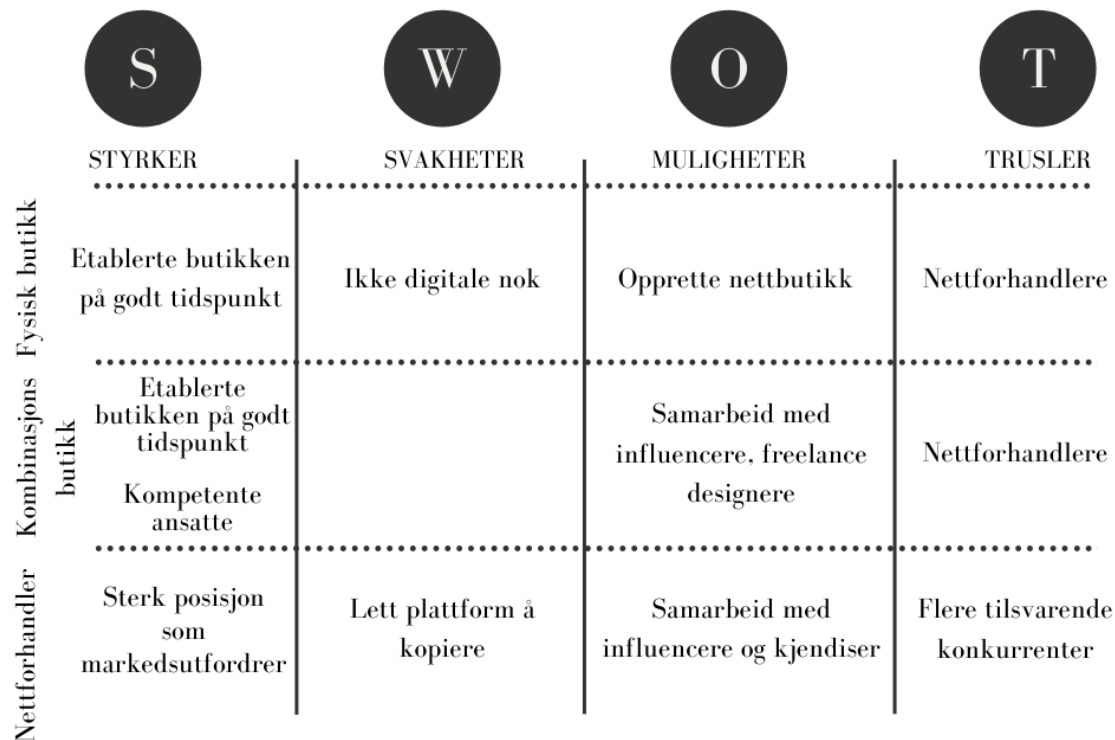 S
W
O
T
STYRKER
SVAKHETER
MULIGHETER
TRUSLER
Fysisk butikk
Etablerte butikken
på godt tidspunkt
Ikke digitale nok
Opprette nettbutikk
Nettforhandlere
Kombinasjons
butikk
Etablerte
butikken på godt
tidspunkt
Kompetente
ansatte
Samarbeid med
influencere, freelance
designere
Nettforhandlere
Nettforhandler
Sterk posisjon
som
markedsutfordrer
Lett plattform å
kopiere
Samarbeid med
influencere og kjendiser
Flere tilsvarende
konkurrenter